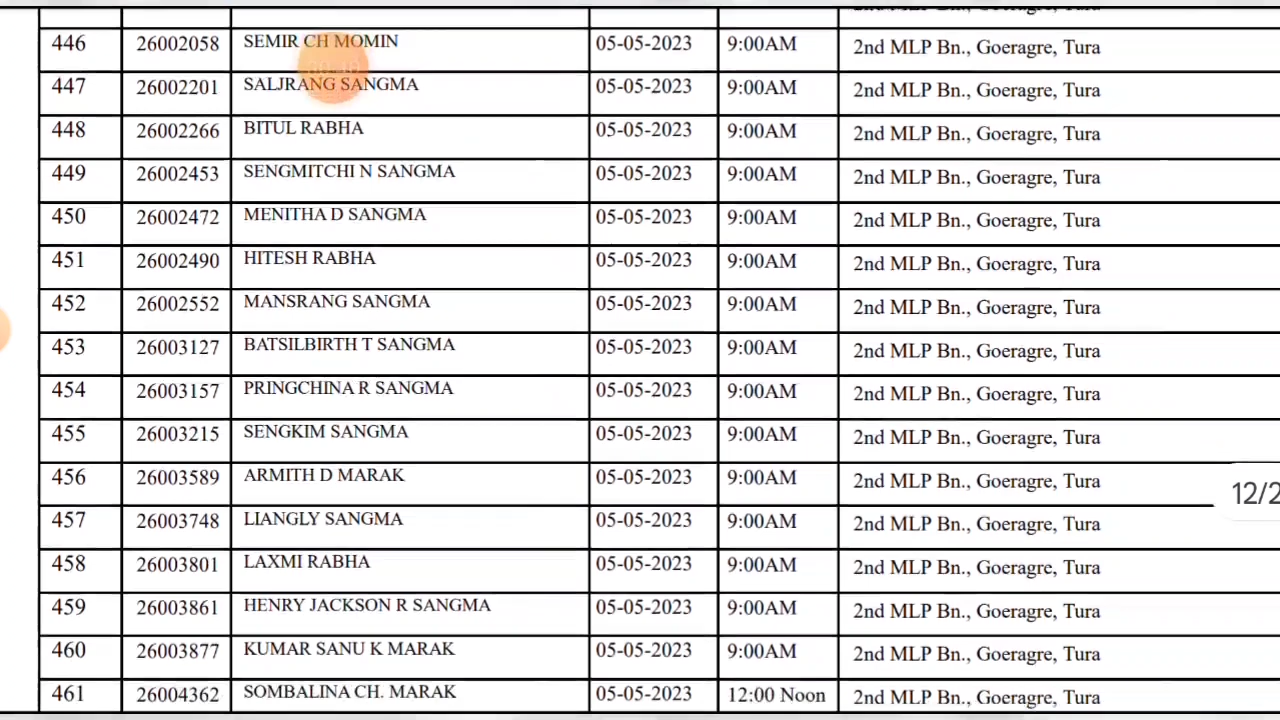 446 26002058 SEMIR CH MOMIN 05-05-2023 9:00AM 2nd MLP Bn., Goeragre, Tura
447 26002201 SALJRANG SANGMA 05-05-2023 9:00AM 2nd MLP Bn., Goeragre, Tura
448 26002266 BITUL RABHA 05-05-2023 9:00AM 2nd MLP Bn., Goeragre, Tura
449 26002453 SENGMITCHI N SANGMA 05-05-2023 9:00AM 2nd MLP Bn., Goeragre, Tura
450 26002472 MENITHA D SANGMA 05-05-2023 9:00AM 2nd MLP Bn., Goeragre, Tura
451 26002490 HITESH RABHA 05-05-2023 9:00AM 2nd MLP Bn., Goeragre, Tura
452 26002552 MANSRANG SANGMA 05-05-2023 9:00AM 2nd MLP Bn., Goeragre, Tura
453 26003127 BATSILBIRTH T SANGMA 05-05-2023 9:00AM 2nd MLP Bn., Goeragre, Tura
454 26003157 PRINGCHINA R SANGMA 05-05-2023 9:00AM 2nd MLP Bn., Goeragre, Tura
455 26003215 SENGKIM SANGMA 05-05-2023 9:00AM 2nd MLP Bn., Goeragre, Tura
456 26003589 ARMITH D MARAK 05-05-2023 9:00AM 2nd MLP Bn., Goeragre, Tura
12/2
457 26003748 LIANGLY SANGMA 05-05-2023 9:00AM 2nd MLP Bn., Goeragre, Tura
458 26003801 LAXMI RABHA 05-05-2023 9:00AM 2nd MLP Bn., Goeragre, Tura
459 26003861 HENRY JACKSON R SANGMA 05-05-2023 9:00AM 2nd MLP Bn., Goeragre, Tura
460 26003877 KUMAR SANU K MARAK 05-05-2023 9:00AM 2nd MLP Bn., Goeragre, Tura
461 26004362 SOMBALINA CH. MARAK 05-05-2023 12:00 Noon 2nd MLP Bn., Goeragre, Tura